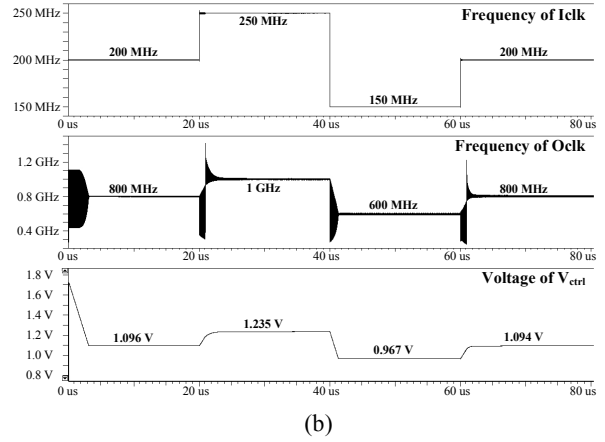 Frequency of Iclk
250 MHz
250 MHz
200 MHz
200 MHz
200 MHz
150 MHz
150 MHz
0 us
20 us
40 us
60 us
80 us
Frequency of Oclk
1.2 GHz
0.8 GHz
800 MHz
1 GHz
600 MHz
800 MHz
0.4 GHz
0 us
20 us
40 us
60 us
80 us
Voltage of Vctrl
1.8 V
1.6 V
1.4 V
1.2 V
1.0 V
0.8 V
1.096 V
1.235 V
0.967 V
1.094 V
0 us
20 us
40 us
60 us
80 us
(b)